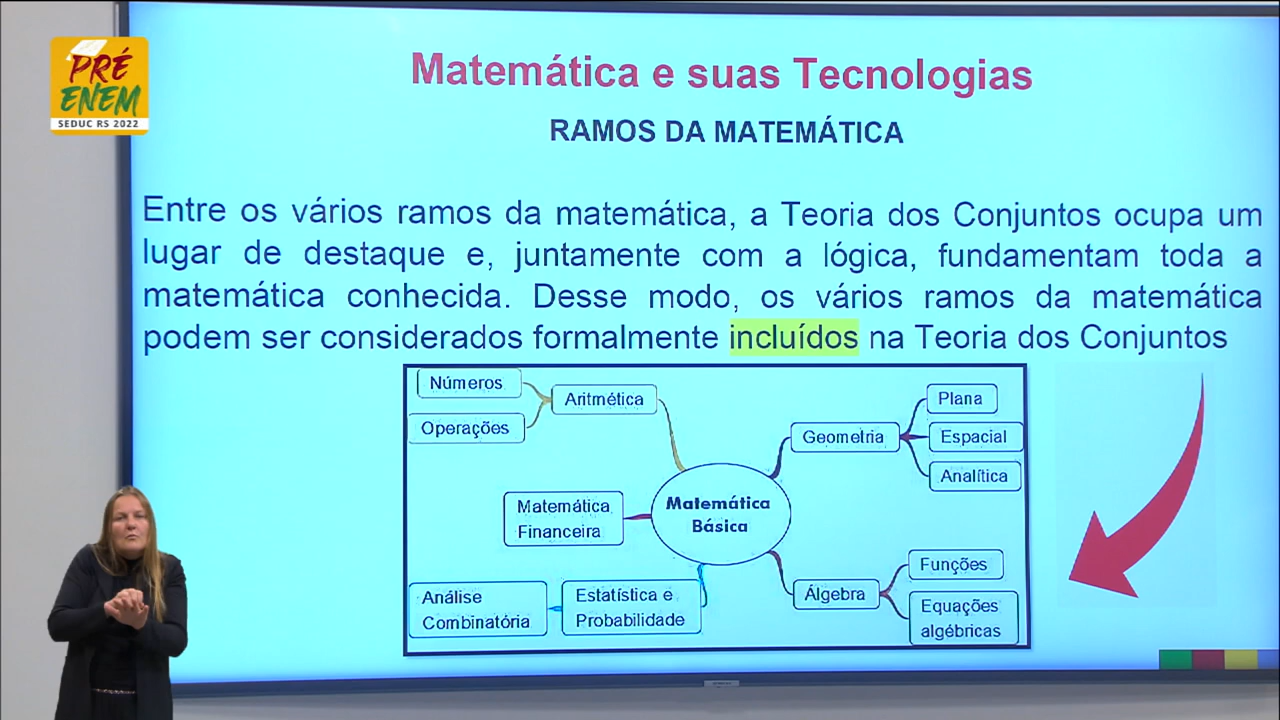 PRÉ
ENEM
SEDUC RS 2022
Matemática e suas Tecnologias
RAMOS DA MATEMÁTICA
Entre os vários ramos da matemática, a Teoria dos Conjuntos ocupa um
lugar de destaque e, juntamente com a lógica, fundamentam toda a
matemática conhecida. Desse modo, os vários ramos da matemática
podem ser considerados formalmente incluídos na Teoria dos Conjuntos
Números
Operações
Aritmética
Matemática
Financeira
Análise
Combinatória
Estatística e
Probabilidade
Matemática
Básica
Geometria
Plana
Espacial
Analítica
Álgebra
Funções
Equações
algébricas